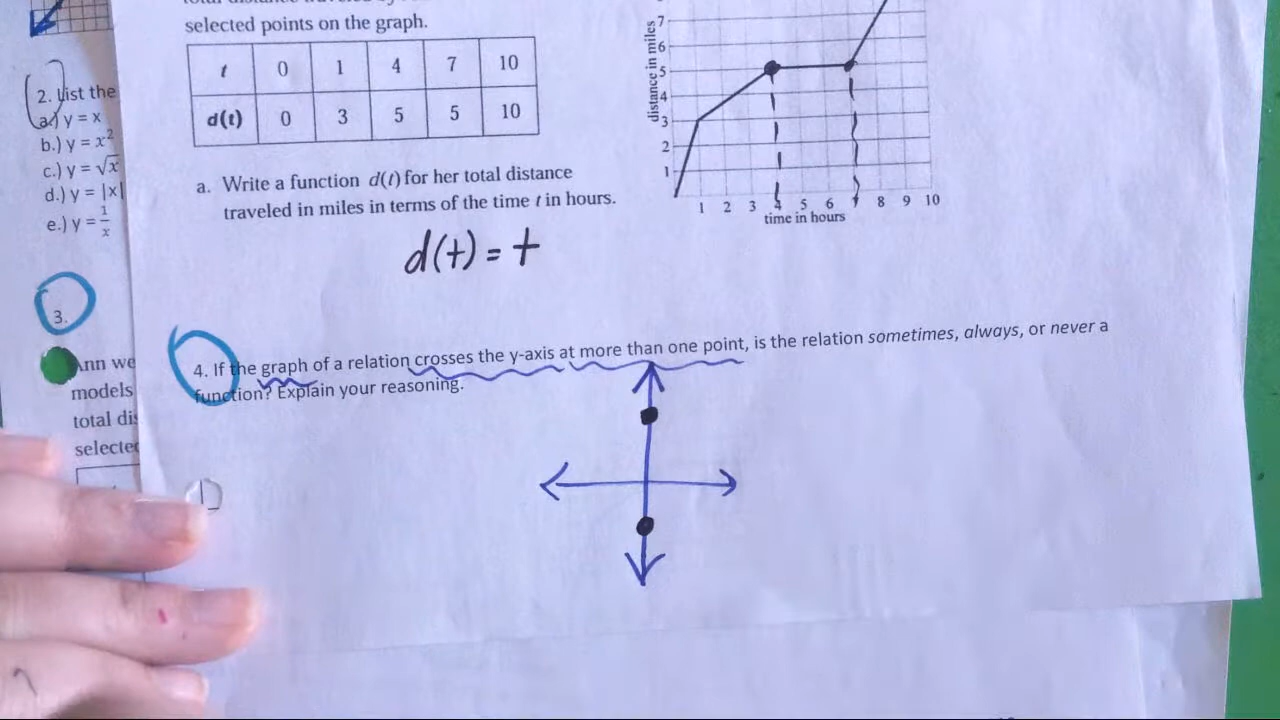 selected points on the graph.
t 0 1 4 7 10
d(t) 0 3 5 5 10
a. Write a function d(t) for her total distance
traveled in miles in terms of the time t in hours.
d(t) = t
distance in miles
7
6
5
4
3
2
1
1 2 3 4 5 6 8 9 10
time in hours
2. List the
a.) y = x
b.) y = x²
c.) y = √x
d.) y = |x|
e.) y = 1/x
3.
Ann we
models
total dis
selected
4. If the graph of a relation crosses the y-axis at more than one point, is the relation sometimes, always, or never a
function? Explain your reasoning.